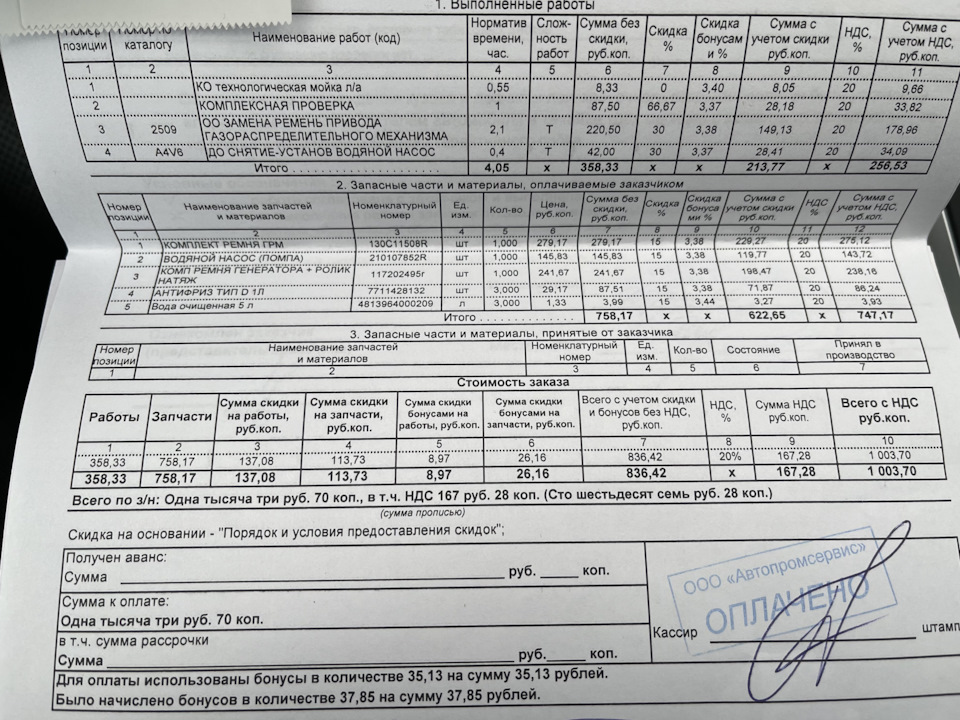 1. Выполненные работы
позиции каталогу Наименование работ (код) Норматив времени, час. Слож-ность работ Сумма без скидки, руб.коп. Скидка % Скидка бонусам и % Сумма с учетом скидки руб.коп. НДС, % Сумма с учетом НДС, руб.коп.
1 2 3 4 5 6 7 8 9 10 11
1 КО технологическая мойка л/а 0,55 8,33 0 3,40 8,05 20 9,66
2 КОМПЛЕКСНАЯ ПРОВЕРКА 1 87,50 66,67 3,37 28,18 20 33,82
3 2509 ОО ЗАМЕНА РЕМЕНЬ ПРИВОДА ГАЗОРАСПРЕДЕЛИТЕЛЬНОГО МЕХАНИЗМА 2,1 Т 220,50 30 3,38 149,13 20 178,96
4 A4V6 ДО СНЯТИЕ-УСТАНОВ ВОДЯНОЙ НАСОС 0,4 Т 42,00 30 3,37 28,41 20 34,09
Итого 4,05 х 358,33 х х 213,77 х 256,53
2. Запасные части и материалы, оплачиваемые заказчиком
Номер позиции Наименование запчастей и материалов Номенклатурный номер Ед. изм. Кол-во Цена, руб.коп. Сумма без скидки, руб.коп. Скидка % Скидка бонуса ми % Сумма с учетом скидки руб.коп. НДС % Сумма с учетом НДС, руб.коп.
1 2 3 4 5 6 7 8 9 10 11 12
1 КОМПЛЕКТ РЕМНЯ ГРМ 130C11508R шт 1,000 279,17 279,17 15 3,38 229,27 20 275,12
2 ВОДЯНОЙ НАСОС (ПОМПА) 210107852R шт 1,000 145,83 145,83 15 3,38 119,77 20 143,72
3 КОМП РЕМНЯ ГЕНЕРАТОРА + РОЛИК НАТЯЖ 117202495r шт 1,000 241,67 241,67 15 3,38 198,47 20 238,16
4 АНТИФРИЗ ТИП D 1Л 7711428132 шт 3,000 29,17 87,51 15 3,38 71,87 20 86,24
5 Вода очищенная 5 л 4813964000209 л 3,000 1,33 3,99 15 3,44 3,27 20 3,93
Итого 758,17 х х 622,65 х 747,17
3. Запасные части и материалы, принятые от заказчика
Номер позиции Наименование запчастей и материалов Номенклатурный номер Ед. изм. Кол-во Состояние Принял в производство
1 2 3 4 5 6 7
Стоимость заказа
Работы Запчасти Сумма скидки на работы, руб.коп. Сумма скидки на запчасти, руб.коп. Сумма скидки бонусами на работы, руб.коп. Сумма скидки бонусами на запчасти, руб.коп. Всего с учетом скидки и бонусов без НДС, руб.коп. НДС, % Сумма НДС руб.коп. Всего с НДС руб.коп.
1 2 3 4 5 6 7 8 9 10
358,33 758,17 137,08 113,73 8,97 26,16 836,42 20% 167,28 1 003,70
358,33 758,17 137,08 113,73 8,97 26,16 836,42 х 167,28 1 003,70
Всего по з/н: Одна тысяча три руб. 70 коп., в т.ч. НДС 167 руб. 28 коп. (Сто шестьдесят семь руб. 28 коп.)
(сумма прописью)
Скидка на основании - "Порядок и условия предоставления скидок";
Получен аванс:
Сумма руб. коп.
Сумма к оплате:
Одна тысяча три руб. 70 коп.
в т.ч. сумма рассрочки
Сумма руб. коп.
ООО «Автопромсервис»
ОПЛАЧЕНО
Кассир штамп
Для оплаты использованы бонусы в количестве 35,13 на сумму 35,13 рублей.
Было начислено бонусов в количестве 37,85 на сумму 37,85 рублей.